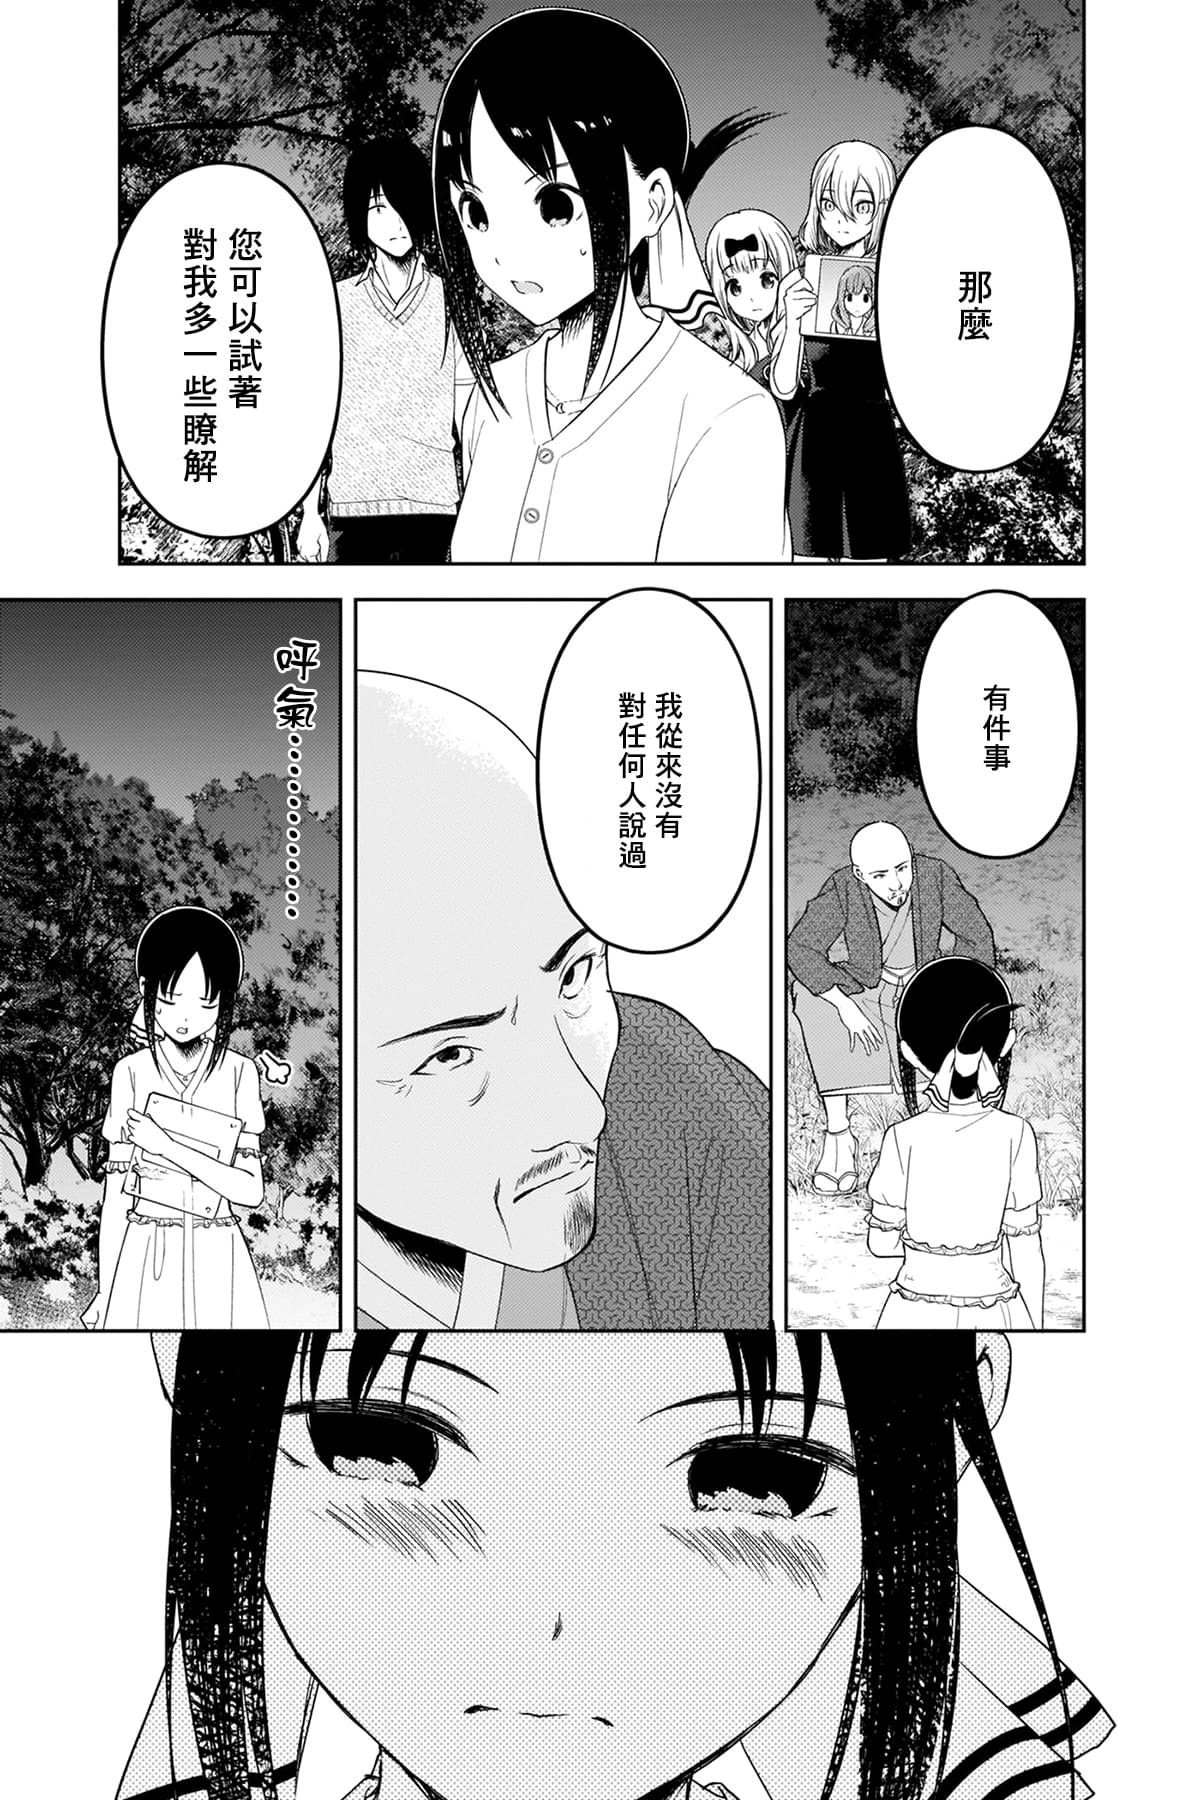 那麼
您可以試著
對我多一些瞭解
有件事
我從來沒有
對任何人說過
呼氣…………